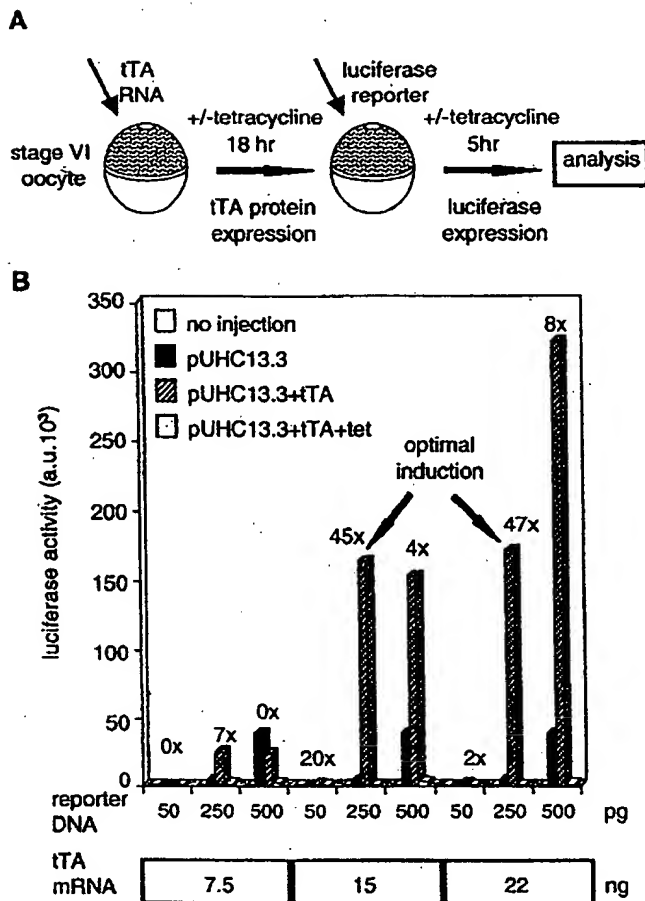 A
tTA
RNA
luciferase
reporter
stage VI
oocyte
+/-tetracycline
18 hr
tTA protein
expression
+/-tetracycline
5hr
luciferase
expression
analysis
B
luciferase activity (a.u.10³)
350
300
250
200
150
100
50
0
no injection
pUHC13.3
pUHC13.3+tTA
pUHC13.3+tTA+tet
optimal
induction
0x
7x
0x
20x
45x
4x
2x
47x
8x
reporter
DNA
50 250 500 50 250 500 50 250 500 pg
tTA
mRNA
7.5 15 22 ng